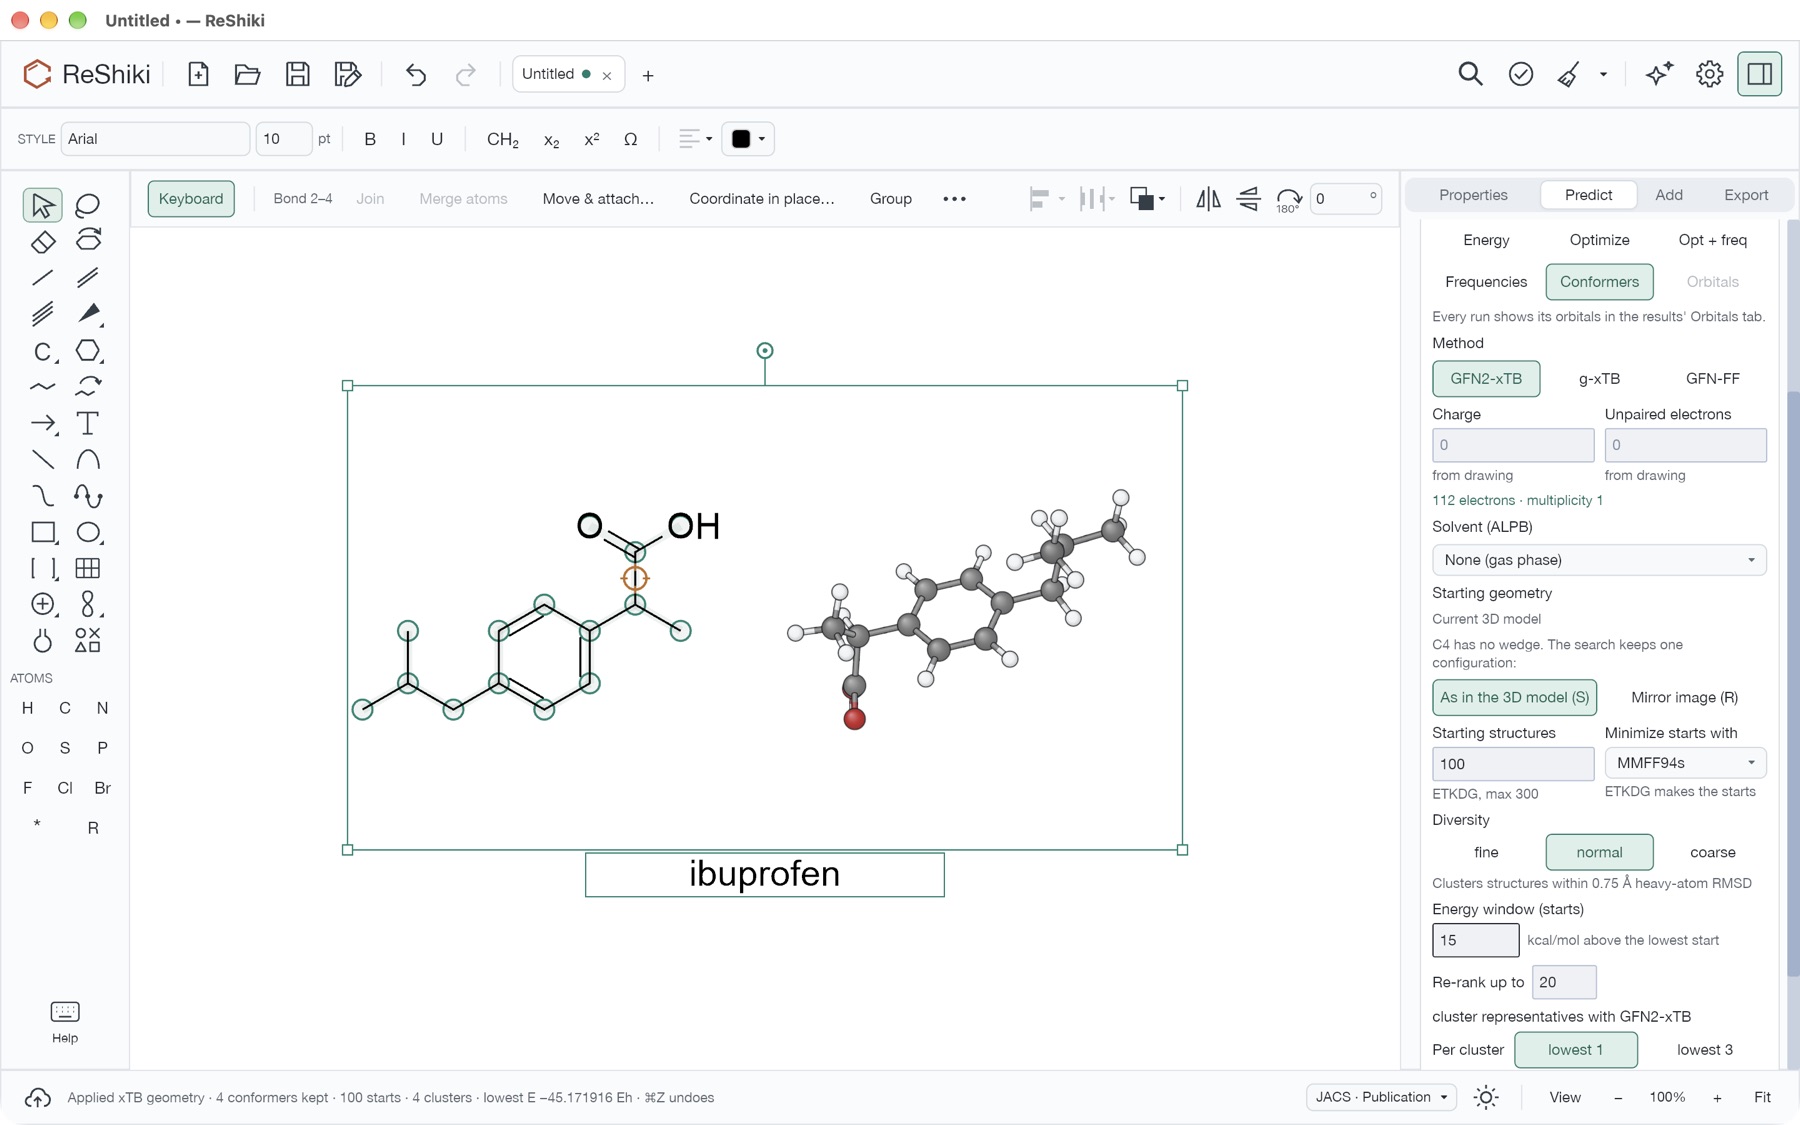 Untitled • — ReShiki
ReShiki
Untitled
STYLE Arial 10 pt B I U CH₂ x₂ x² Ω
Keyboard Bond 2–4 Join Merge atoms Move & attach... Coordinate in place... Group ••• 180° 0 °
Properties Predict Add Export
Energy Optimize Opt + freq
Frequencies Conformers Orbitals
Every run shows its orbitals in the results' Orbitals tab.
Method
GFN2-xTB g-xTB GFN-FF
Charge Unpaired electrons
0 0
from drawing from drawing
112 electrons · multiplicity 1
Solvent (ALPB)
None (gas phase)
Starting geometry
Current 3D model
C4 has no wedge. The search keeps one
configuration:
As in the 3D model (S) Mirror image (R)
Starting structures Minimize starts with
100 MMFF94s
ETKDG, max 300 ETKDG makes the starts
Diversity
fine normal coarse
Clusters structures within 0.75 Å heavy-atom RMSD
Energy window (starts)
15 kcal/mol above the lowest start
Re-rank up to 20
cluster representatives with GFN2-xTB
Per cluster lowest 1 lowest 3
C
T
ATOMS
H C N
O S P
F Cl Br
* R
Help
O OH
ibuprofen
Applied xTB geometry · 4 conformers kept · 100 starts · 4 clusters · lowest E −45.171916 Eh · ⌘Z undoes
JACS · Publication View − 100% + Fit